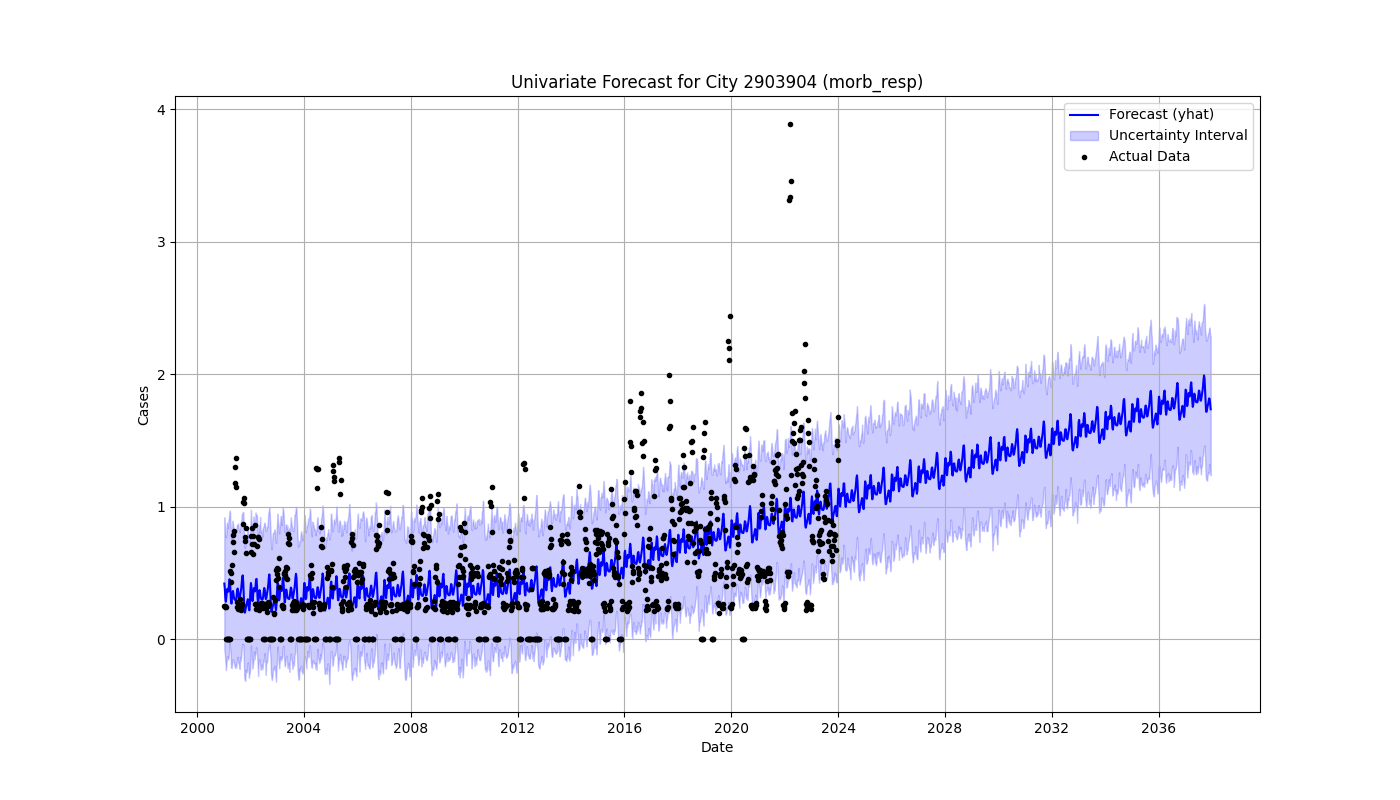 Univariate Forecast for City 2903904 (morb_resp)
Forecast (yhat)
Uncertainty Interval
Actual Data
Cases
4
3
2
1
0
2000 2004 2008 2012 2016 2020 2024 2028 2032 2036
Date